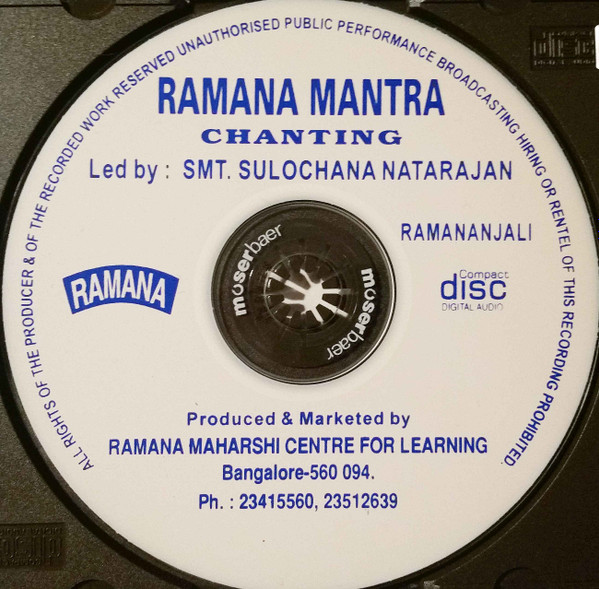 ALL RIGHTS OF THE PRODUCER & OF THE RECORDED WORK RESERVED UNAUTHORISED PUBLIC PERFORMANCE BROADCASTING HIRING OR RENTEL OF THIS RECORDING PROHIBITED.
RAMANA MANTRA
CHANTING
Led by : SMT. SULOCHANA NATARAJAN
RAMANANJALI
RAMANA
moserbaer
moserbaer
Compact
disc
DIGITAL AUDIO
Produced & Marketed by
RAMANA MAHARSHI CENTRE FOR LEARNING
Bangalore-560 094.
Ph. : 23415560, 23512639